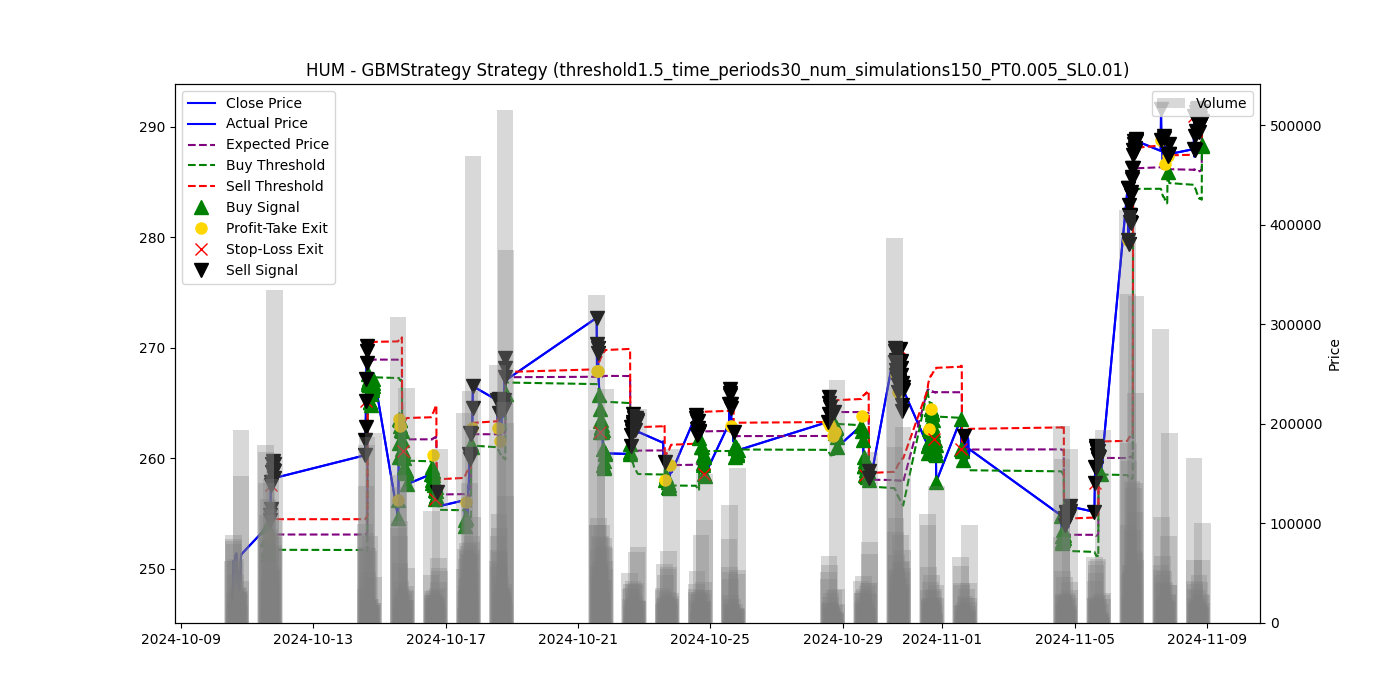 HUM - GBMStrategy Strategy (threshold1.5_time_periods30_num_simulations150_PT0.005_SL0.01)
Close Price
Actual Price
Expected Price
Buy Threshold
Sell Threshold
Buy Signal
Profit-Take Exit
Stop-Loss Exit
Sell Signal
Volume
290
280
270
260
250
500000
400000
300000
200000
100000
0
Price
2024-10-09
2024-10-13
2024-10-17
2024-10-21
2024-10-25
2024-10-29
2024-11-01
2024-11-05
2024-11-09